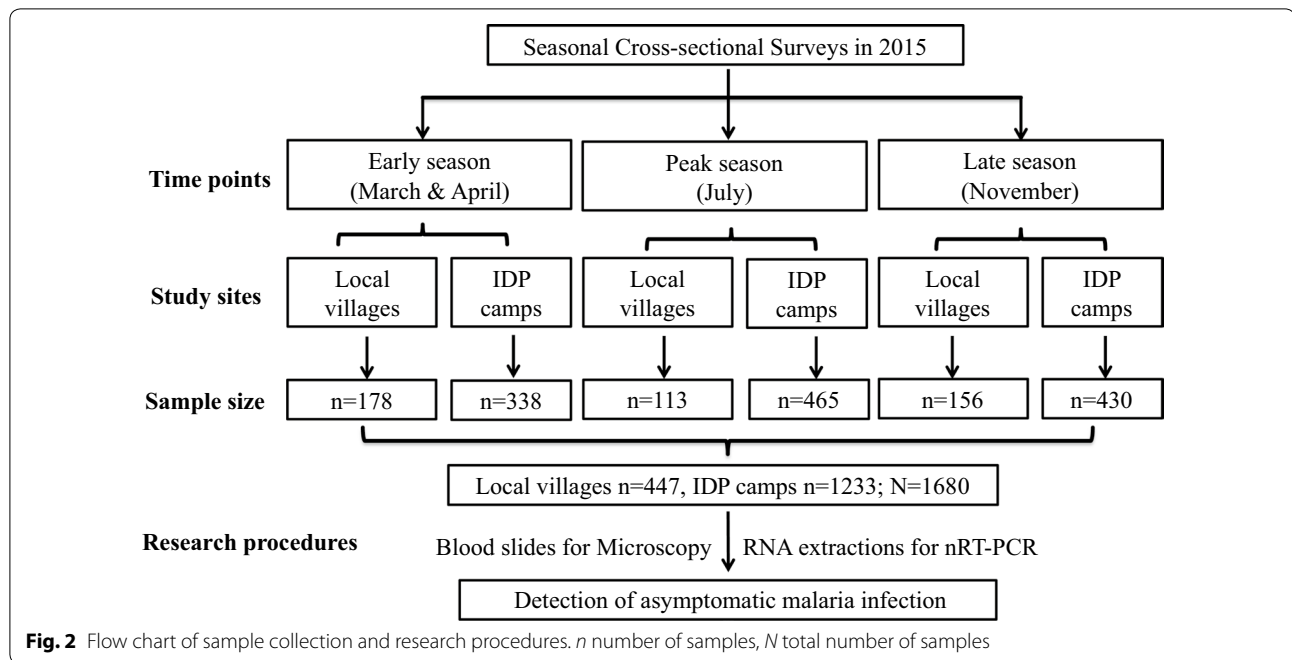 Seasonal Cross-sectional Surveys in 2015
Time points
Early season
(March & April)
Peak season
(July)
Late season
(November)
Study sites
Local
villages
IDP
camps
Local
villages
IDP
camps
Local
villages
IDP
camps
Sample size
n=178
n=338
n=113
n=465
n=156
n=430
Local villages n=447, IDP camps n=1233; N=1680
Research procedures
Blood slides for Microscopy
RNA extractions for nRT-PCR
Detection of asymptomatic malaria infection
Fig. 2 Flow chart of sample collection and research procedures. n number of samples, N total number of samples